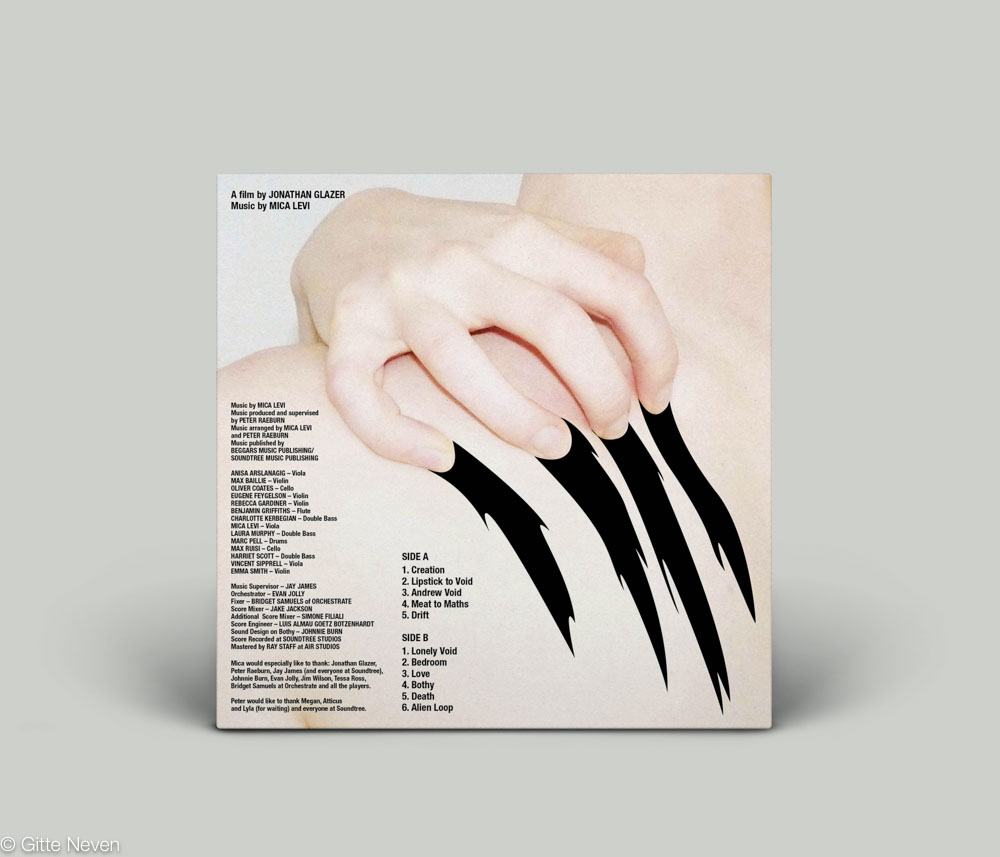 A film by JONATHAN GLAZER
Music by MICA LEVI
Music by MICA LEVI
Music produced and supervised
by PETER RAEBURN
Music arranged by MICA LEVI
and PETER RAEBURN
Music published by
BEGGARS MUSIC PUBLISHING/
SOUNDTREE MUSIC PUBLISHING
ANISA ARSLANAGIG – Viola
MAX BAILLIE – Violin
OLIVER COATES – Cello
EUGENE FEYGELSON – Violin
REBECCA GARDINER – Violin
BENJAMIN GRIFFITHS – Flute
CHARLOTTE KERBEGIAN – Double Bass
MICA LEVI – Viola
LAURA MURPHY – Double Bass
MARC PELL – Drums
MAX RUISI – Cello
HARRIET SCOTT – Double Bass
VINCENT SIPPRELL – Viola
EMMA SMITH – Violin
Music Supervisor – JAY JAMES
Orchestrator – EVAN JOLLY
Fixer – BRIDGET SAMUELS of ORCHESTRATE
Score Mixer – JAKE JACKSON
Additional Score Mixer – SIMONE FILIALI
Score Engineer – LUIS ALMAU GOETZ BOTZENHARDT
Sound Design on Bothy – JOHNNIE BURN
Score Recorded at SOUNDTREE STUDIOS
Mastered by RAY STAFF at AIR STUDIOS
Mica would especially like to thank: Jonathan Glazer,
Peter Raeburn, Jay James (and everyone at Soundtree),
Johnnie Burn, Evan Jolly, Jim Wilson, Tessa Ross,
Bridget Samuels at Orchestrate and all the players.
Peter would like to thank Megan, Atticus
and Lyla (for waiting) and everyone at Soundtree.
SIDE A
1. Creation
2. Lipstick to Void
3. Andrew Void
4. Meat to Maths
5. Drift
SIDE B
1. Lonely Void
2. Bedroom
3. Love
4. Bothy
5. Death
6. Alien Loop
© Gitte Neven